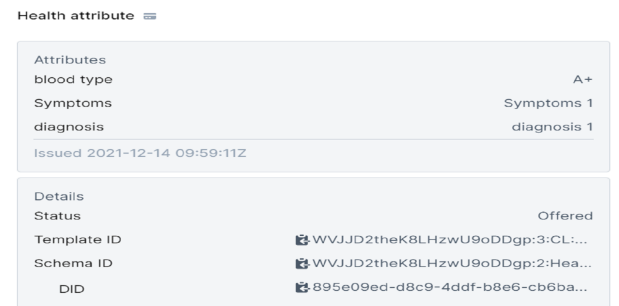 Health attribute
Attributes
blood type A+
Symptoms Symptoms 1
diagnosis diagnosis 1
Issued 2021-12-14 09:59:11Z
Details
Status Offered
Template ID WVJJD2theK8LHzwU9oDDgp:3:CL:...
Schema ID WVJJD2theK8LHzwU9oDDgp:2:Hea...
DID 895e09ed-d8c9-4ddf-b8e6-cb6ba...